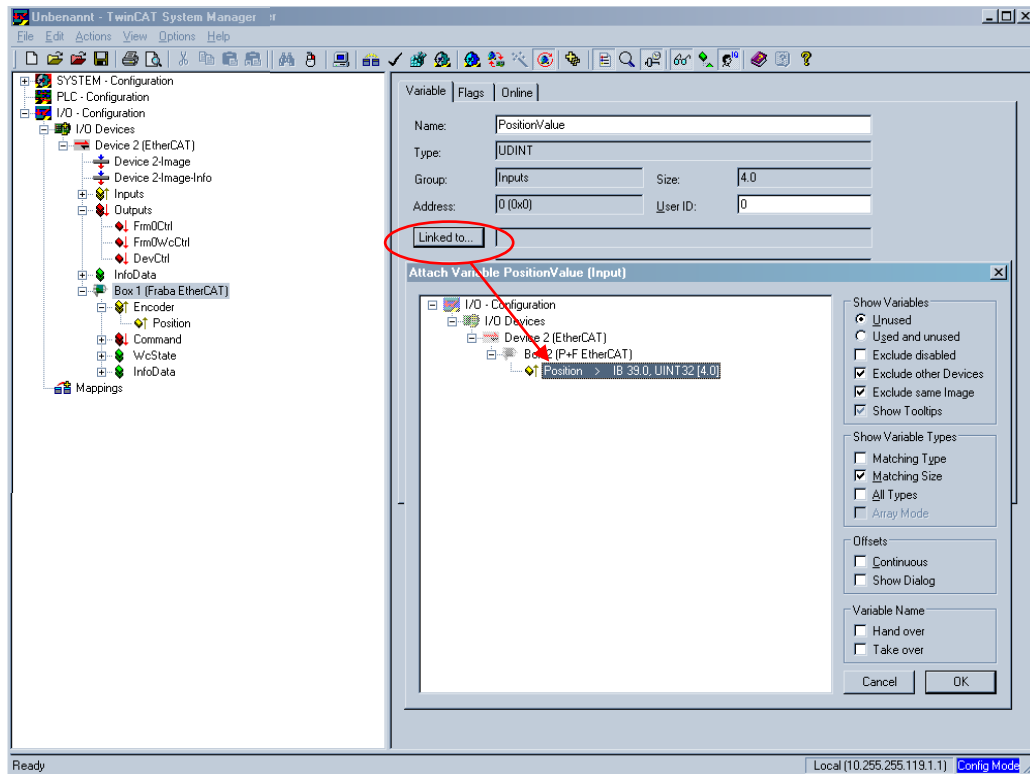 Unbenannt - TwinCAT System Manager
File Edit Actions View Options Help
SYSTEM - Configuration
PLC - Configuration
I/O - Configuration
I/O Devices
Device 2 (EtherCAT)
Device 2-Image
Device 2-Image-Info
Inputs
Outputs
Frm0Ctrl
Frm0WcCtrl
DevCtrl
InfoData
Box 1 (Fraba EtherCAT)
Encoder
Position
Command
WcState
InfoData
Mappings
Variable Flags Online
Name: PositionValue
Type: UDINT
Group: Inputs Size: 4.0
Address: 0 (0x0) User ID: 0
Linked to...
Attach Variable PositionValue (Input)
I/O - Configuration
I/O Devices
Device 2 (EtherCAT)
Box 2 (P+F EtherCAT)
Position > IB 39.0, UINT32 [4.0]
Show Variables
Unused
Used and unused
Exclude disabled
Exclude other Devices
Exclude same Image
Show Tooltips
Show Variable Types
Matching Type
Matching Size
All Types
Array Mode
Offsets
Continuous
Show Dialog
Variable Name
Hand over
Take over
Cancel OK
Ready Local (10.255.255.119.1.1) Config Mode